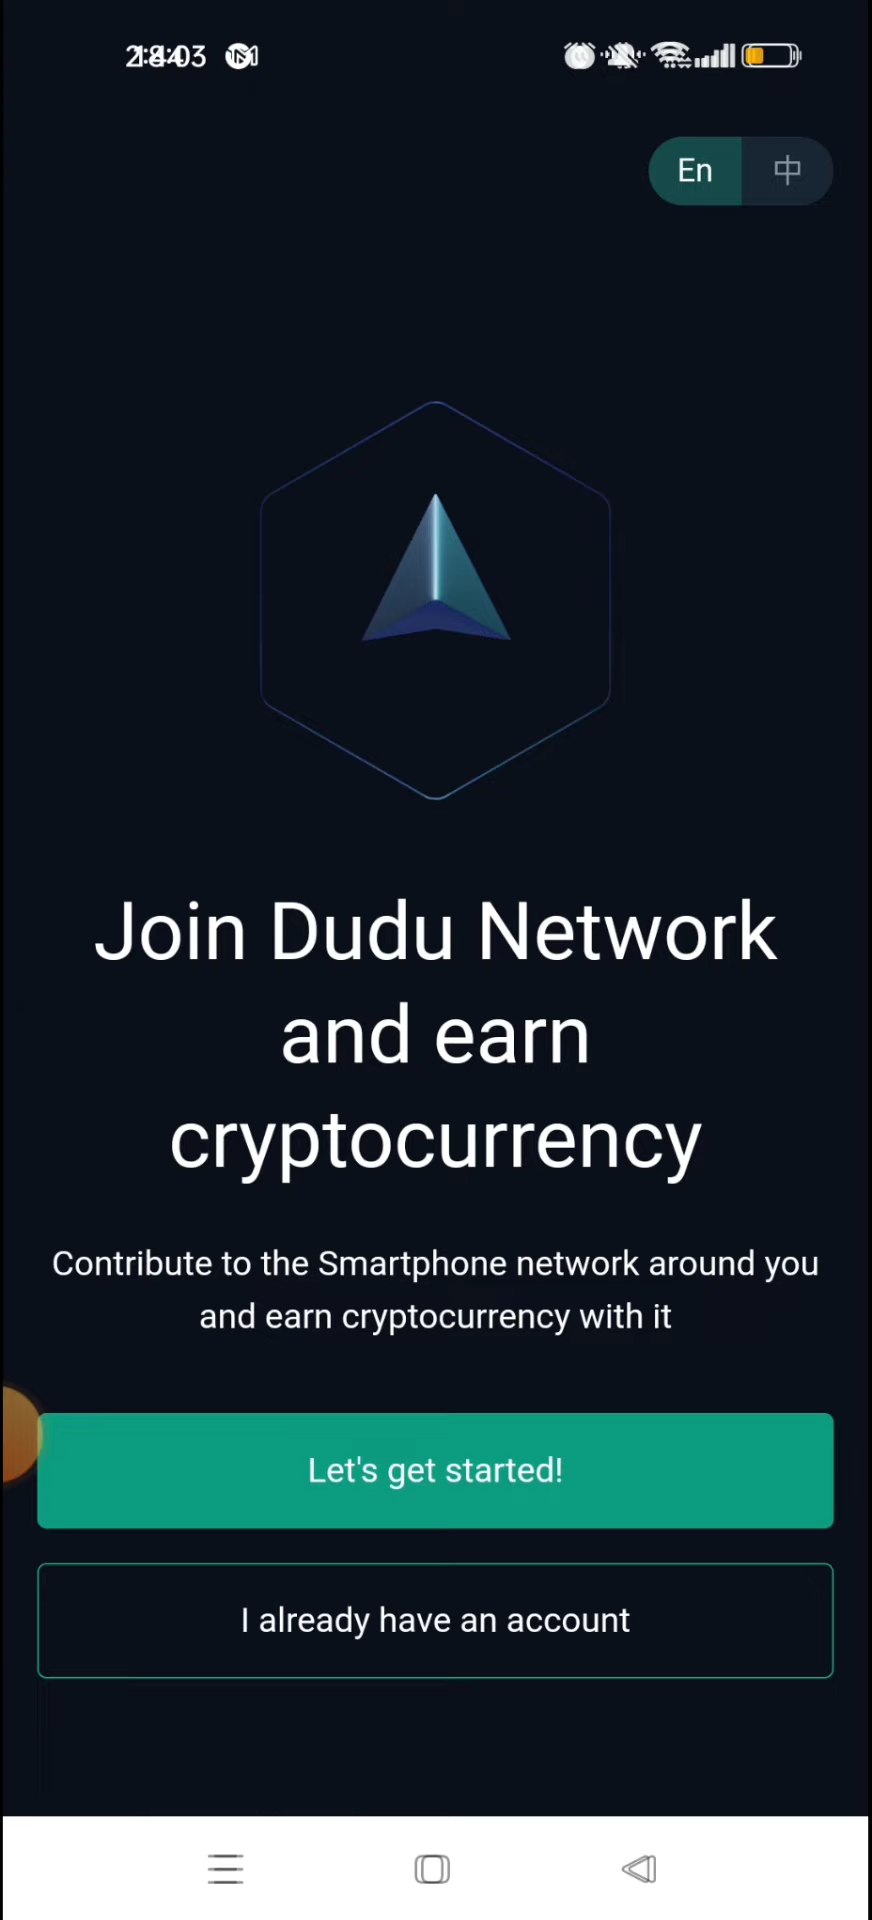 En 中
Join Dudu Network
and earn
cryptocurrency
Contribute to the Smartphone network around you
and earn cryptocurrency with it
Let's get started!
I already have an account